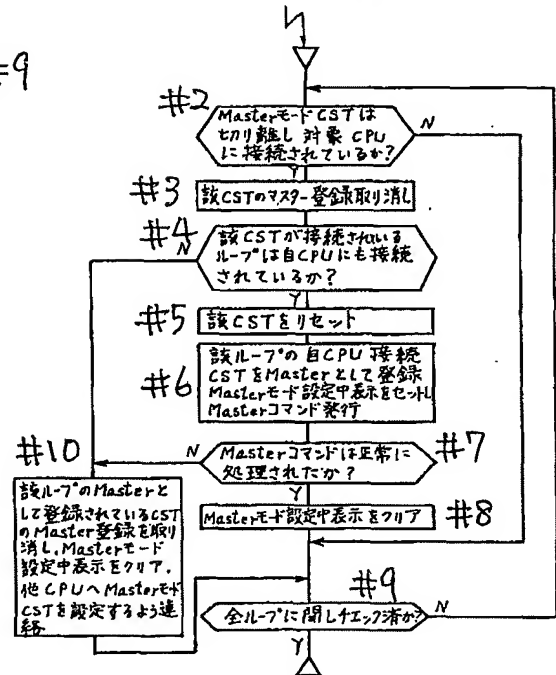 #9
#2
MasterモードCSTは
切り離し対象CPU
に接続されているか?
N
Y
#3
該CSTのマスター登録取り消し
#4
該CSTが接続されいる
ループは自CPUにも接続
されているか?
N
Y
#5
該CSTをリセット
#6
該ループの自CPU接続
CSTをMasterとして登録
Masterモード設定中表示をセットし
Masterコマンド発行
#7
Masterコマンドは正常に
処理されたか?
N
Y
#8
Masterモード設定中表示をクリア
#10
該ループのMasterと
して登録されているCST
のMaster登録を取り
消し、Masterモード
設定中表示をクリア.
他CPUへMasterモード
CSTを設定するよう連
絡
#9
全ループに関しチェック済か?
N
Y